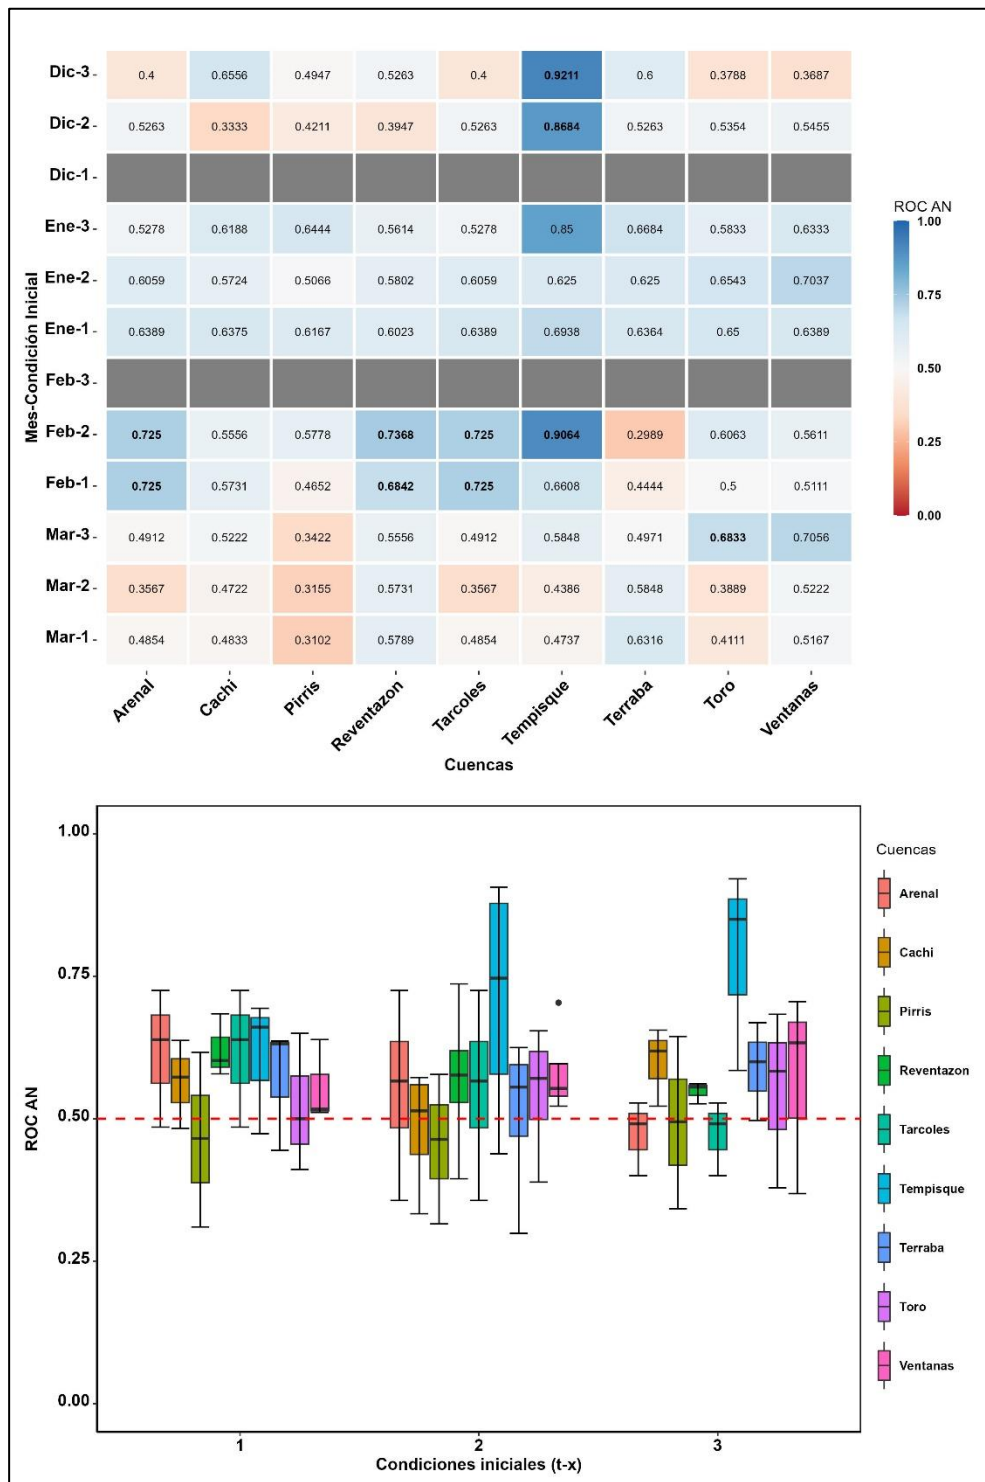 Dic-3 0.4 0.6556 0.4947 0.5263 0.4 0.9211 0.6 0.3788 0.3687
Dic-2 0.5263 0.3333 0.4211 0.3947 0.5263 0.8684 0.5263 0.5354 0.5455
Dic-1
Ene-3 0.5278 0.6188 0.6444 0.5614 0.5278 0.85 0.6684 0.5833 0.6333
Ene-2 0.6059 0.5724 0.5066 0.5802 0.6059 0.625 0.625 0.6543 0.7037
Ene-1 0.6389 0.6375 0.6167 0.6023 0.6389 0.6938 0.6364 0.65 0.6389
Feb-3
Feb-2 0.725 0.5556 0.5778 0.7368 0.725 0.9064 0.2989 0.6063 0.5611
Feb-1 0.725 0.5731 0.4652 0.6842 0.725 0.6608 0.4444 0.5 0.5111
Mar-3 0.4912 0.5222 0.3422 0.5556 0.4912 0.5848 0.4971 0.6833 0.7056
Mar-2 0.3567 0.4722 0.3155 0.5731 0.3567 0.4386 0.5848 0.3889 0.5222
Mar-1 0.4854 0.4833 0.3102 0.5789 0.4854 0.4737 0.6316 0.4111 0.5167
Mes-Condición Inicial
Arenal Cachi Pirris Reventazon Tarcoles Tempisque Terraba Toro Ventanas
Cuencas
ROC AN
1.00
0.75
0.50
0.25
0.00
ROC AN
1.00
0.75
0.50
0.25
0.00
1 2 3
Condiciones iniciales (t-x)
Cuencas
Arenal
Cachi
Pirris
Reventazon
Tarcoles
Tempisque
Terraba
Toro
Ventanas